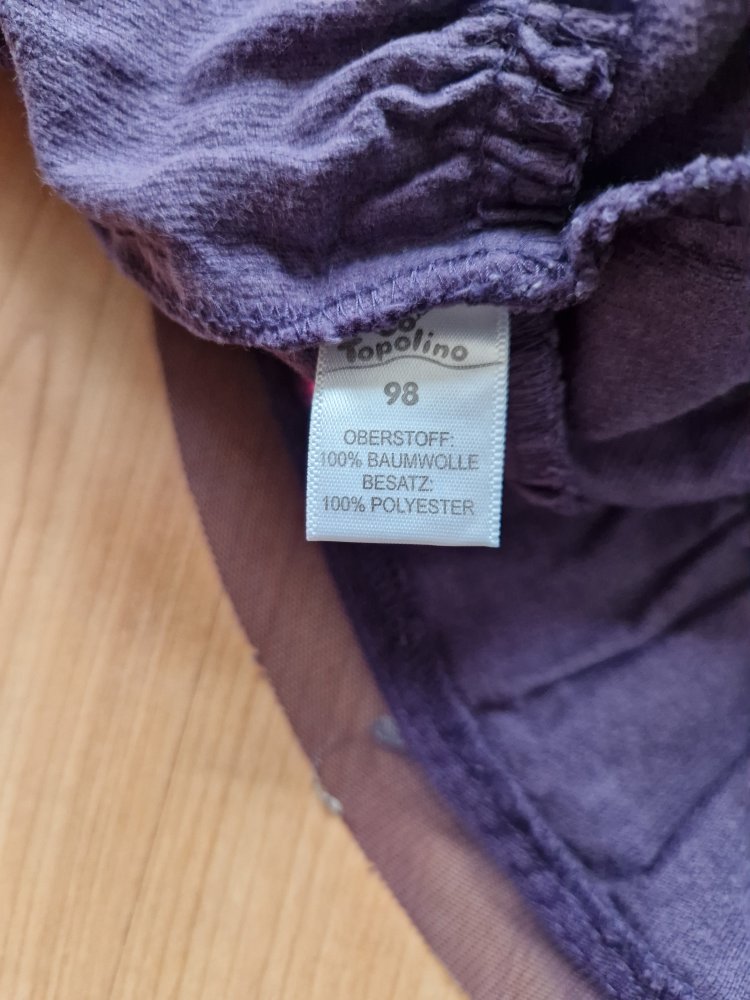 Topolino
98
OBERSTOFF:
100% BAUMWOLLE
BESATZ:
100% POLYESTER